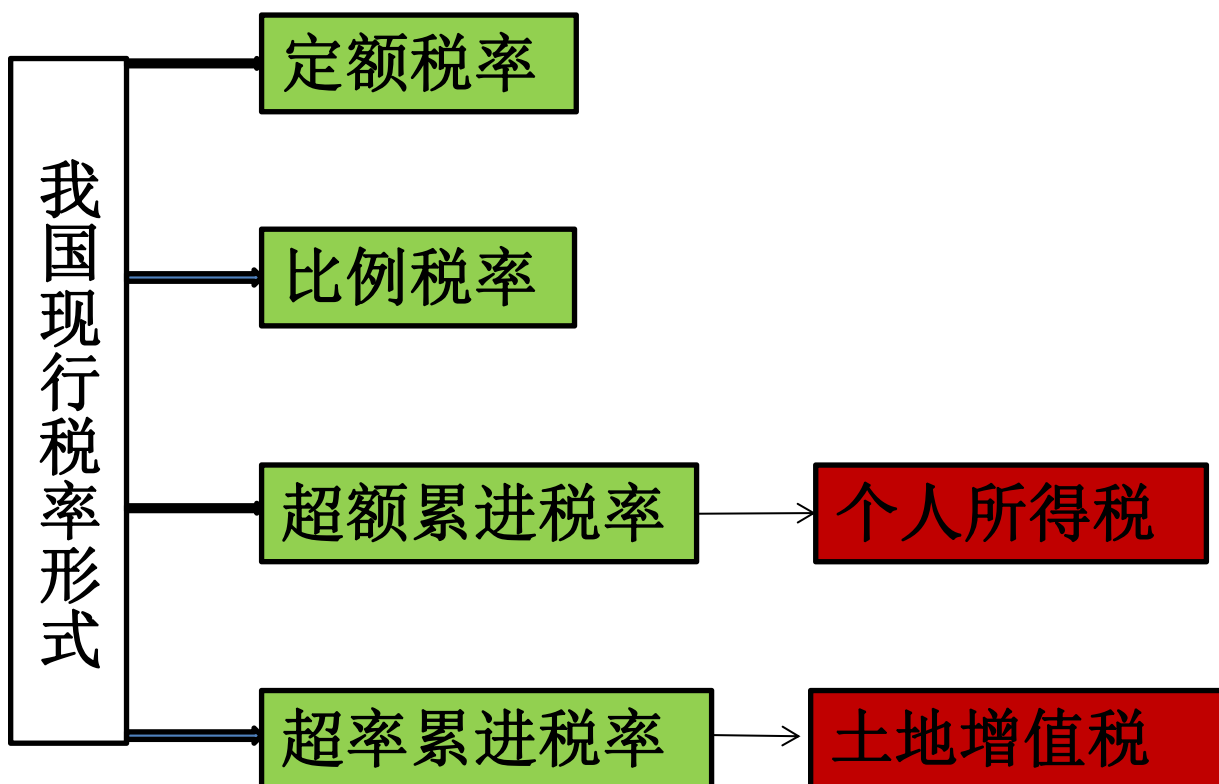 我国现行税率形式
定额税率
比例税率
超额累进税率
个人所得税
超率累进税率
土地增值税